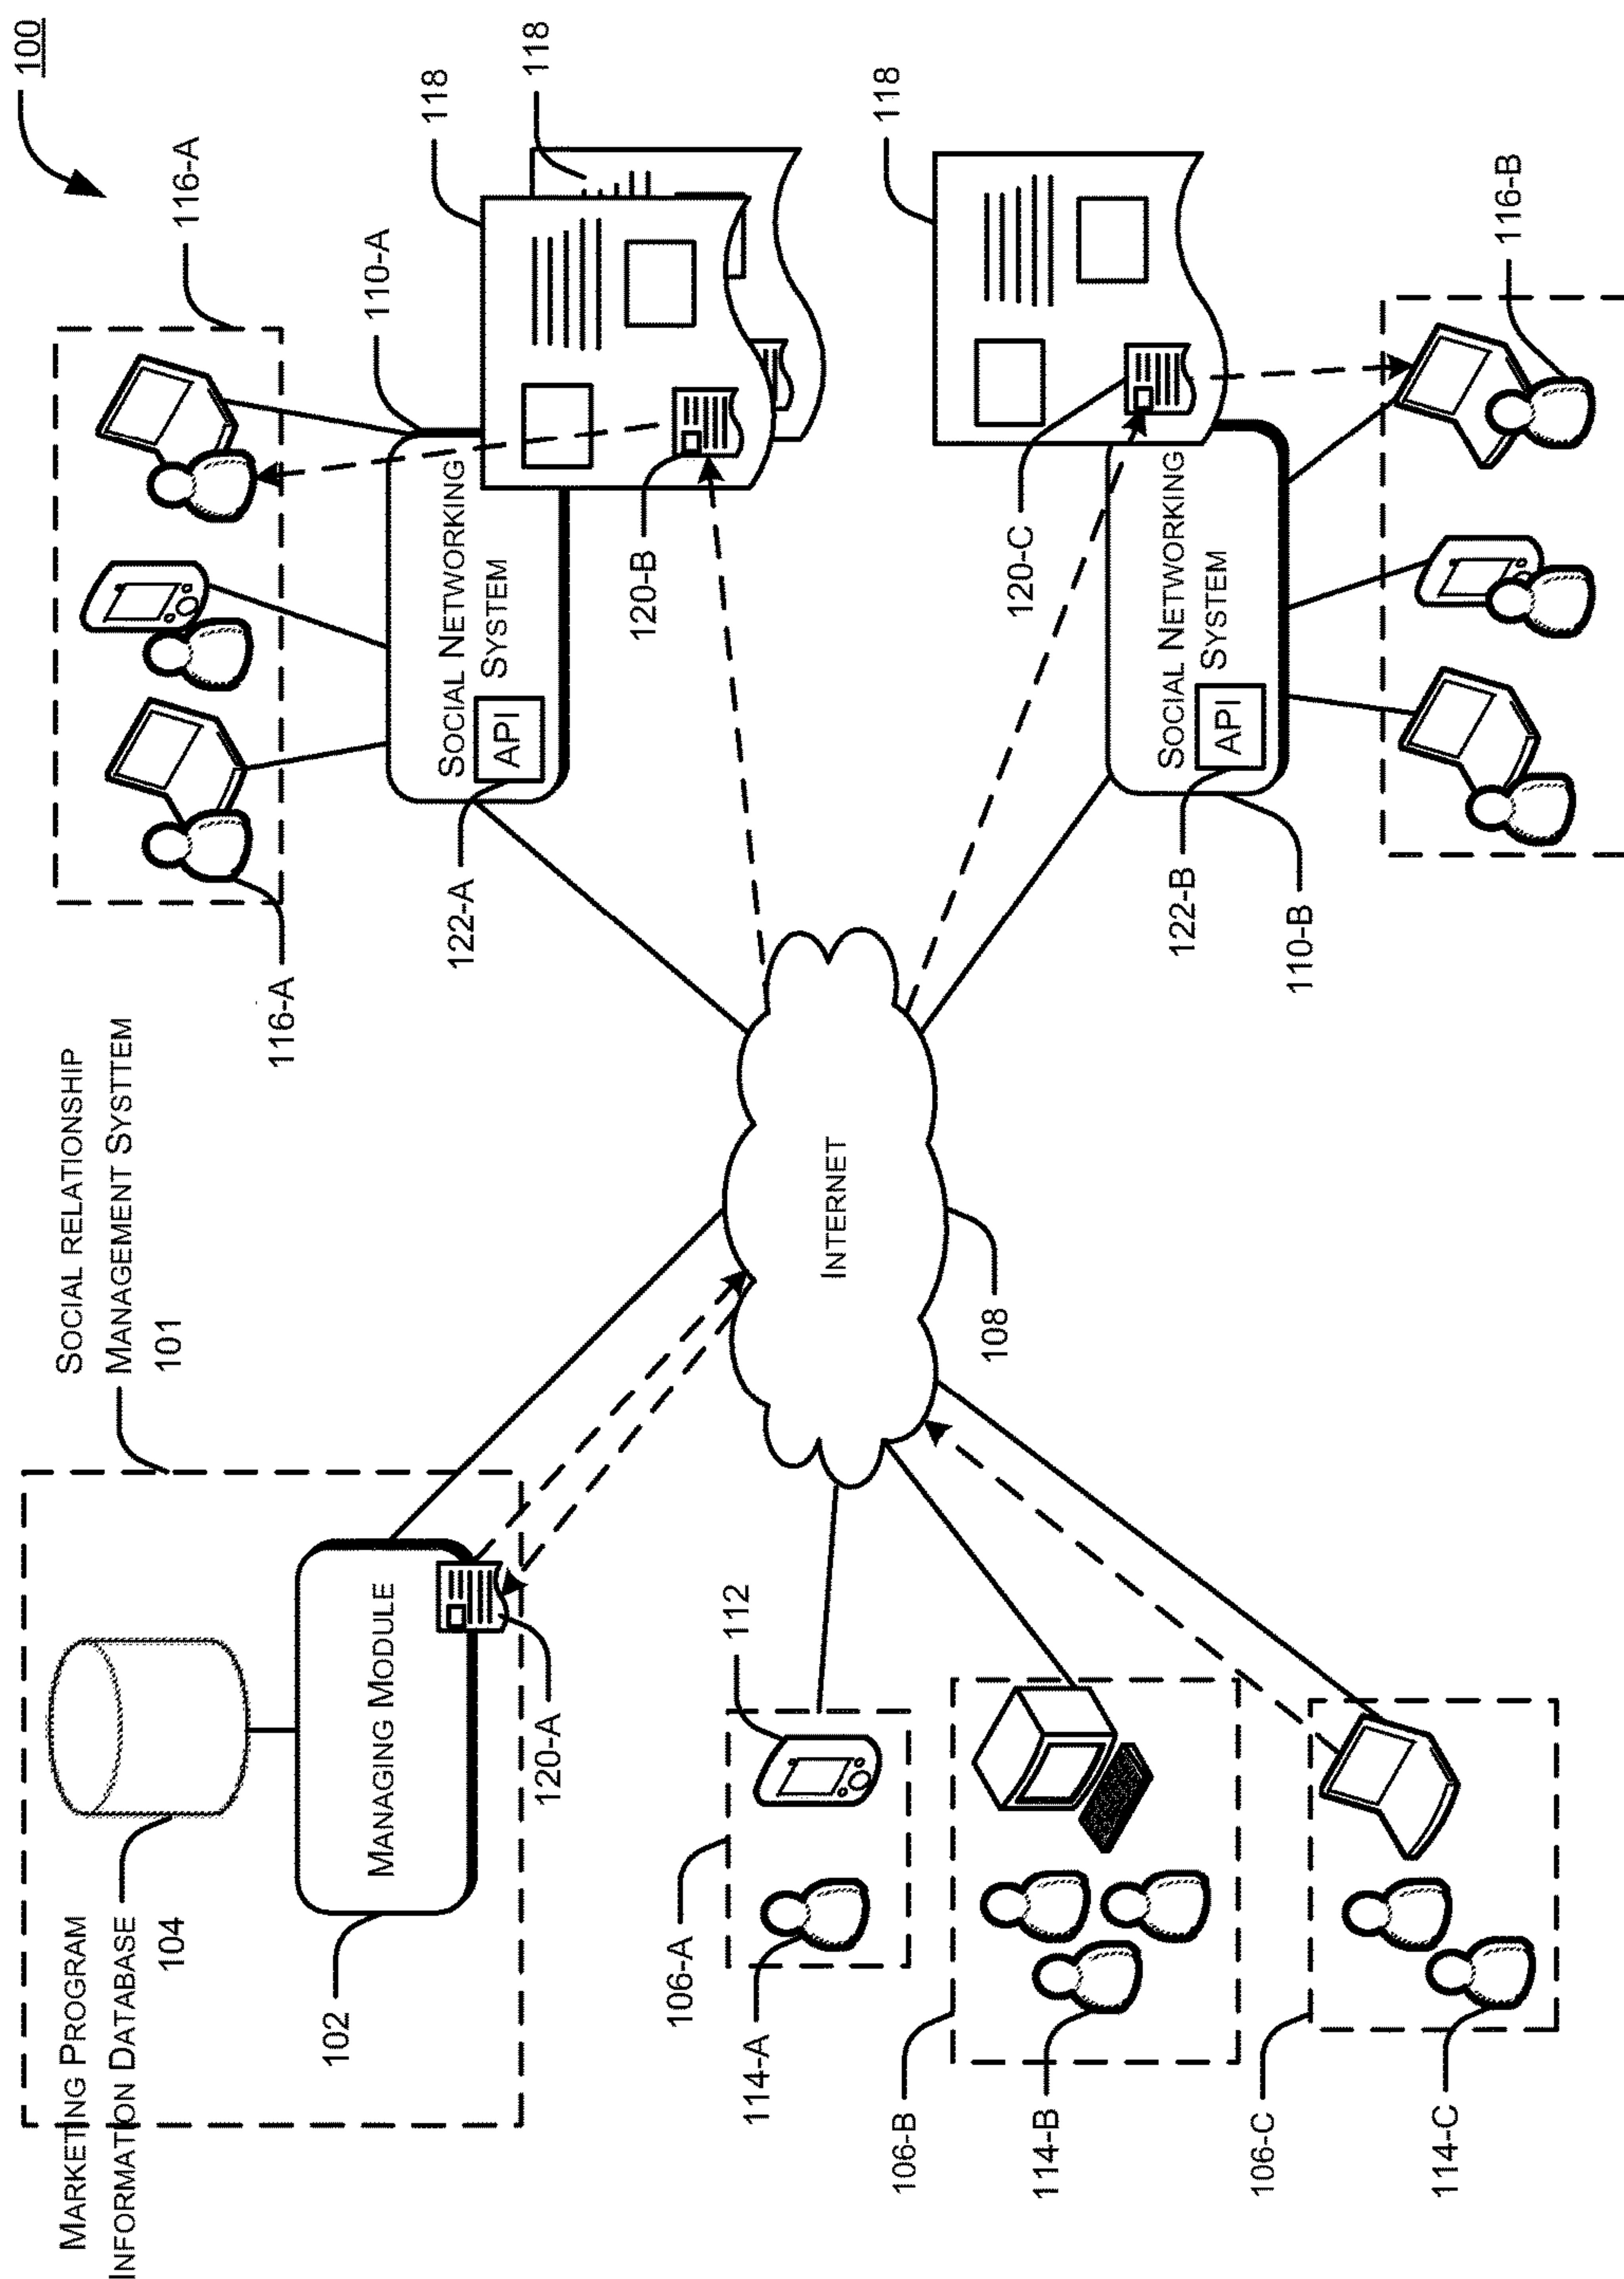 100
SOCIAL RELATIONSHIP
MANAGEMENT SYSTTEM
101
MARKETING PROGRAM
INFORMATION DATABASE
104
MANAGING MODULE
102
120-A
116-A
116-A
110-A
118
118
SOCIAL NETWORKING
SYSTEM
API
122-A
120-B
INTERNET
108
112
106-A
114-A
106-B
114-B
106-C
114-C
118
120-C
SOCIAL NETWORKING
SYSTEM
API
122-B
110-B
116-B